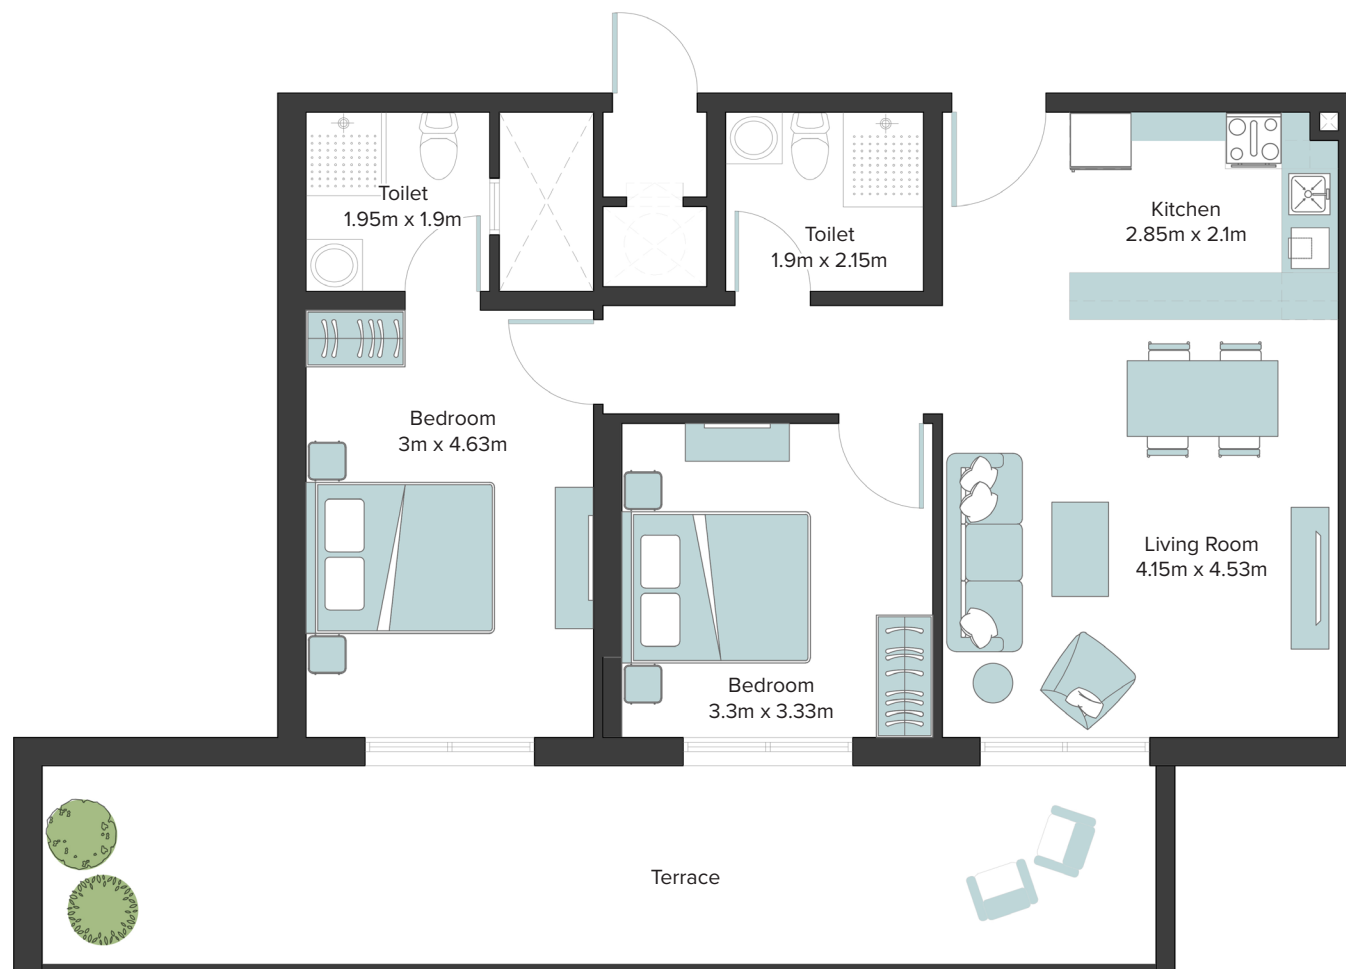 Toilet
1.95m x 1.9m
Toilet
1.9m x 2.15m
Kitchen
2.85m x 2.1m
Bedroom
3m x 4.63m
Living Room
4.15m x 4.53m
Bedroom
3.3m x 3.33m
Terrace